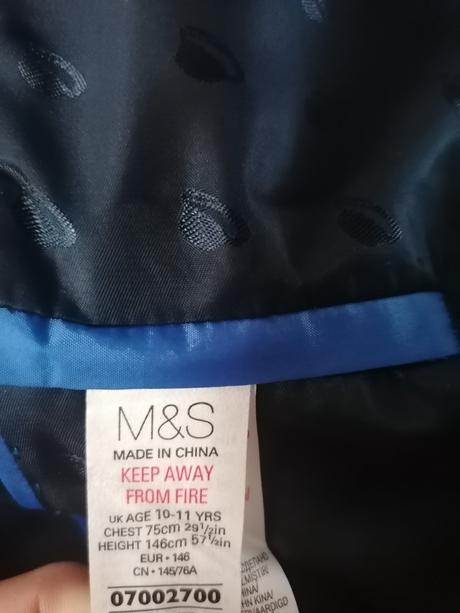 M&S
MADE IN CHINA
KEEP AWAY
FROM FIRE
UK AGE 10-11 YRS
CHEST 75cm 29½in
HEIGHT 146cm 57½in
EUR • 146
CN • 145/76A
07002700